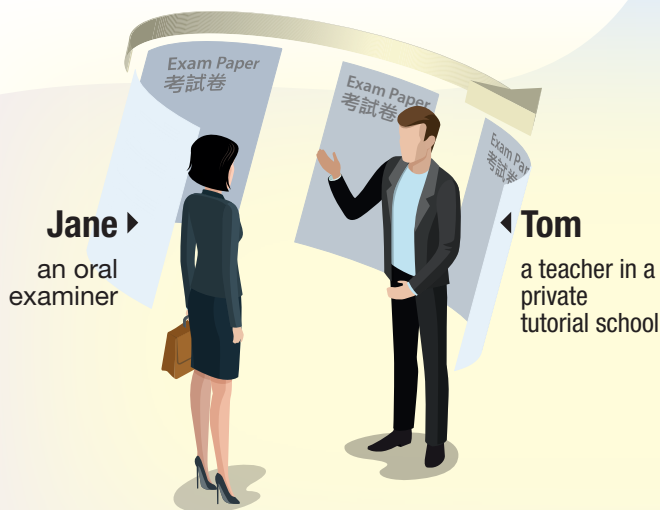 Exam Paper
考試卷
Exam Paper
考試卷
Exam Par
考試卷
Jane
an oral
examiner
Tom
a teacher in a
private
tutorial school